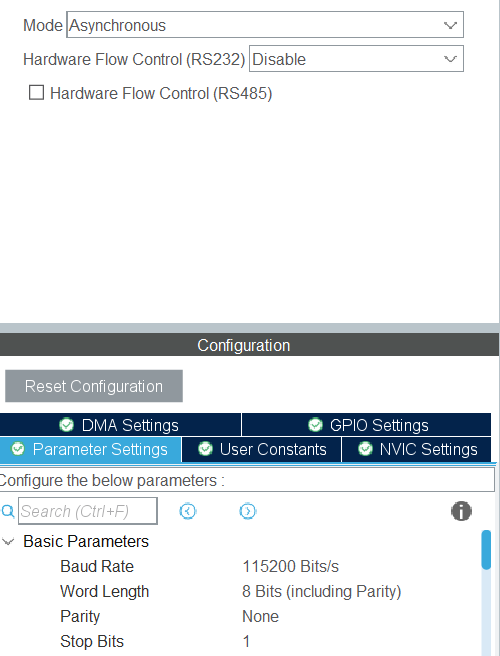 Mode Asynchronous
Hardware Flow Control (RS232) Disable
Hardware Flow Control (RS485)
Configuration
Reset Configuration
DMA Settings GPIO Settings
Parameter Settings User Constants NVIC Settings
Configure the below parameters :
Search (Ctrl+F)
Basic Parameters
Baud Rate 115200 Bits/s
Word Length 8 Bits (including Parity)
Parity None
Stop Bits 1